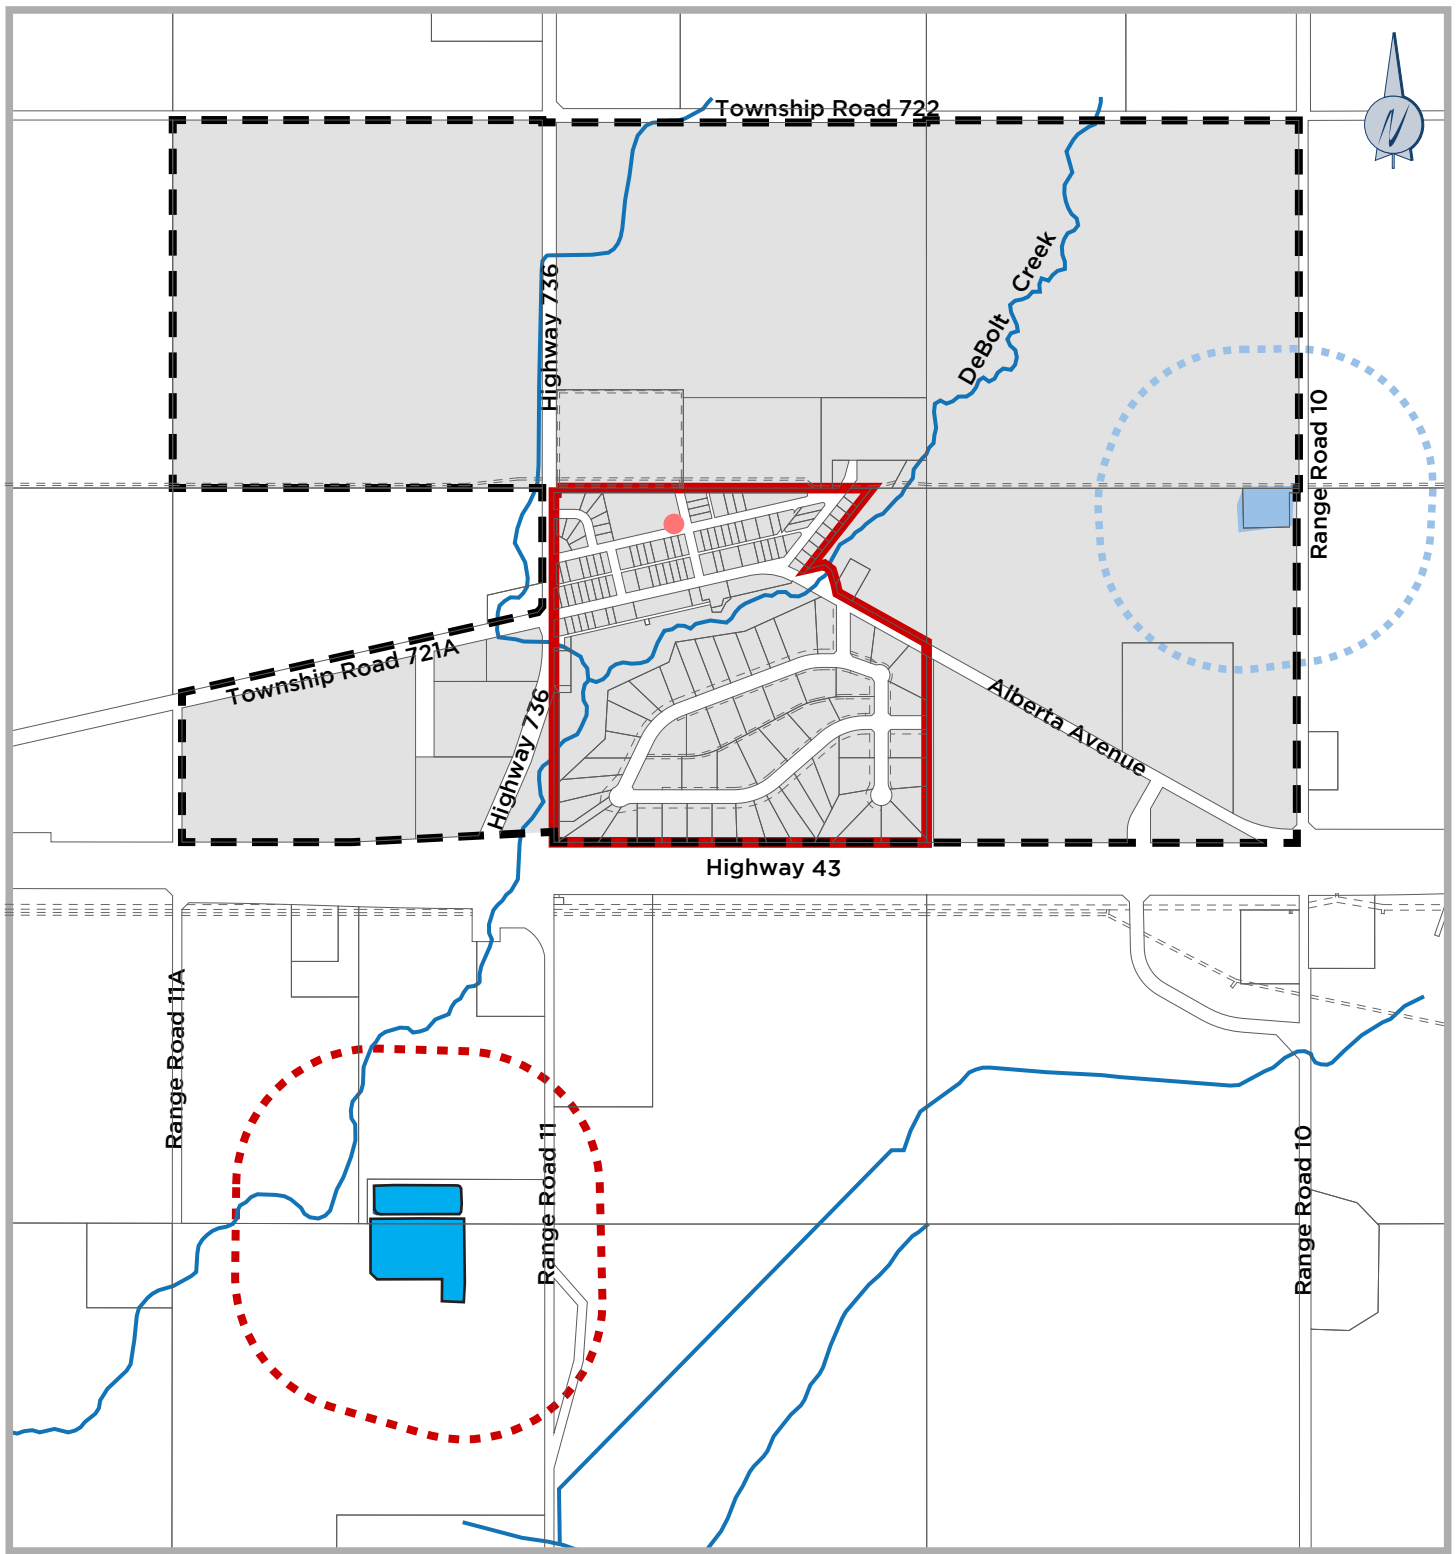 Township Road 722
Highway 736
DeBolt Creek
Range Road 10
Township Road 721A
Highway 736
Alberta Avenue
Highway 43
Range Road 11A
Range Road 11
Range Road 10
N